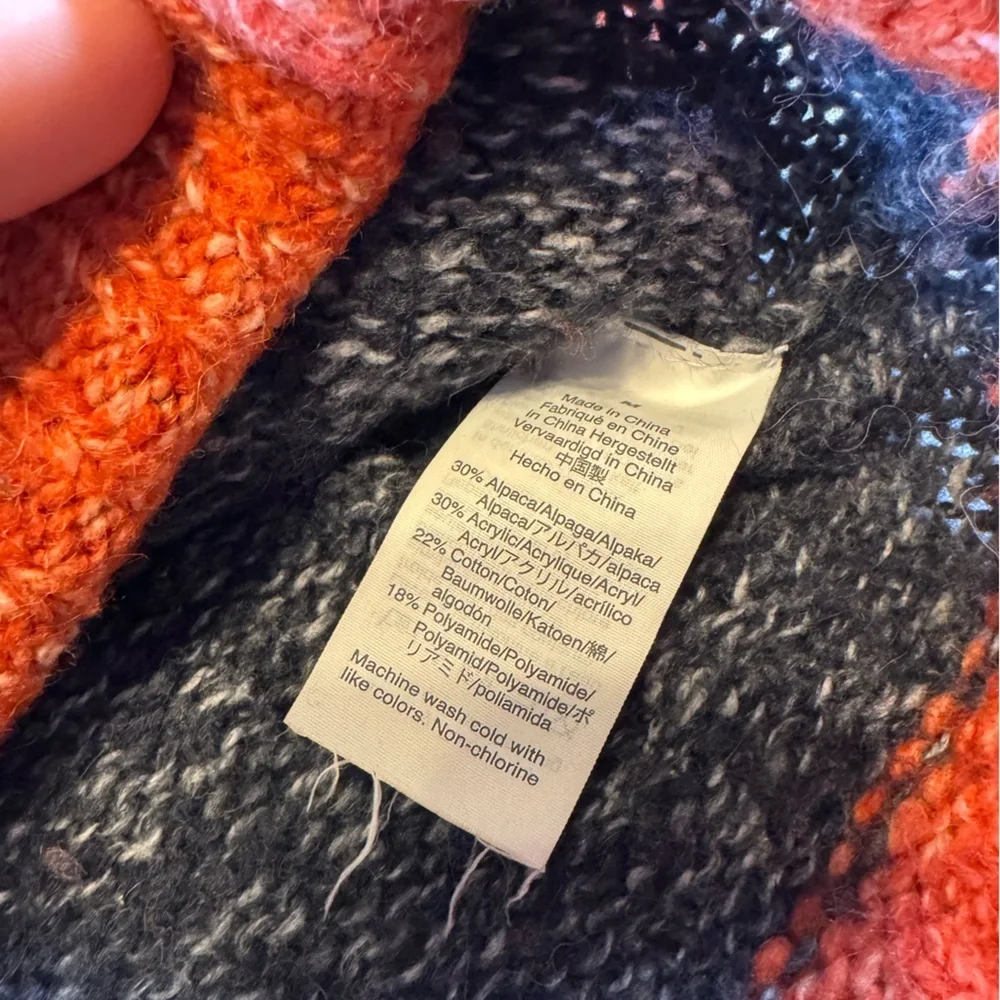 M
Made in China
Fabriqué en Chine
in China Hergestellt
Vervaardigd in China
中国製
Hecho en China
30% Alpaca/Alpaga/Alpaka/
Alpaca/アルパカ/alpaca
30% Acrylic/Acrylique/Acryl/
Acryl/アクリル/acrílico
22% Cotton/Coton/
Baumwolle/Katoen/綿/
algodón
18% Polyamide/Polyamide/
Polyamid/Polyamide/ポ
リアミド/poliamida
Machine wash cold with
like colors. Non-chlorine